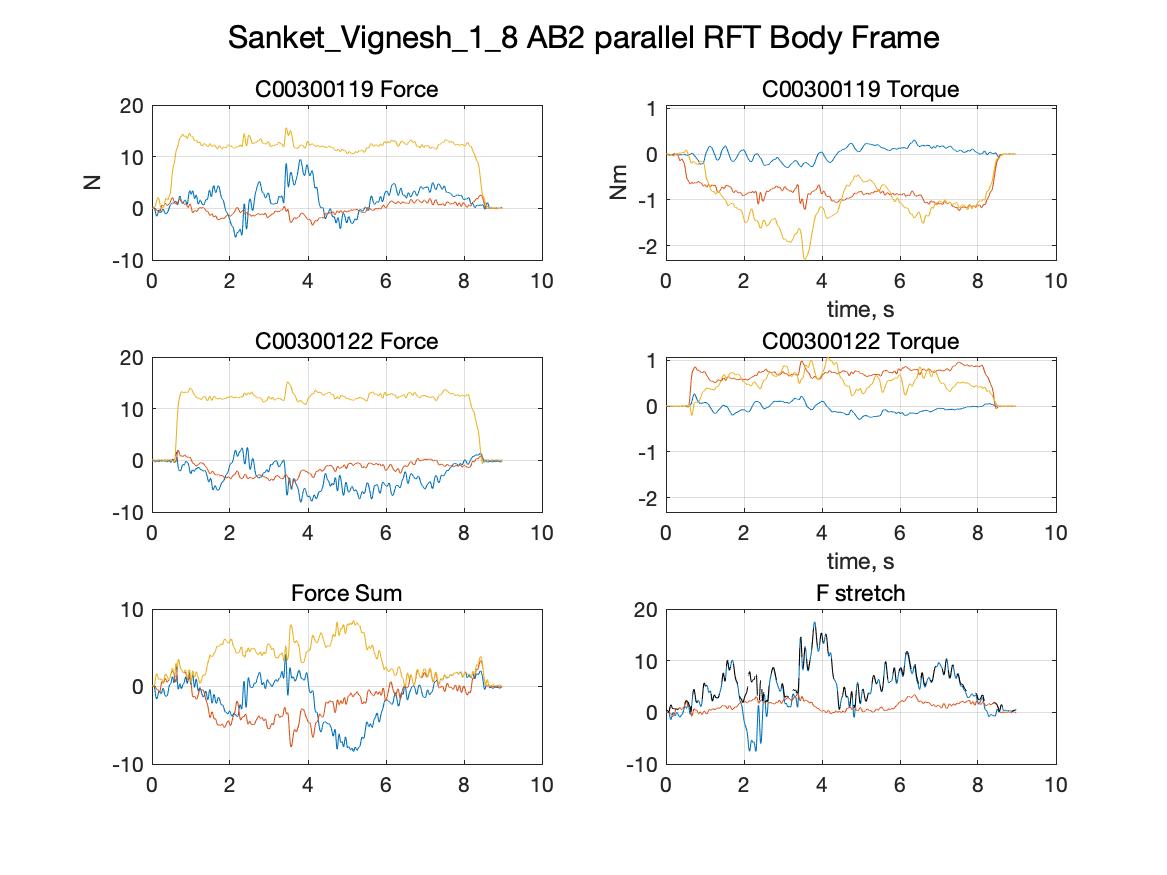 Sanket_Vignesh_1_8 AB2 parallel RFT Body Frame
C00300119 Force
20
10
0
-10
N
0 2 4 6 8 10
C00300119 Torque
1
0
-1
-2
Nm
0 2 4 6 8 10
time, s
C00300122 Force
20
10
0
-10
0 2 4 6 8 10
C00300122 Torque
1
0
-1
-2
0 2 4 6 8 10
time, s
Force Sum
10
0
-10
0 2 4 6 8 10
F stretch
20
10
0
-10
0 2 4 6 8 10